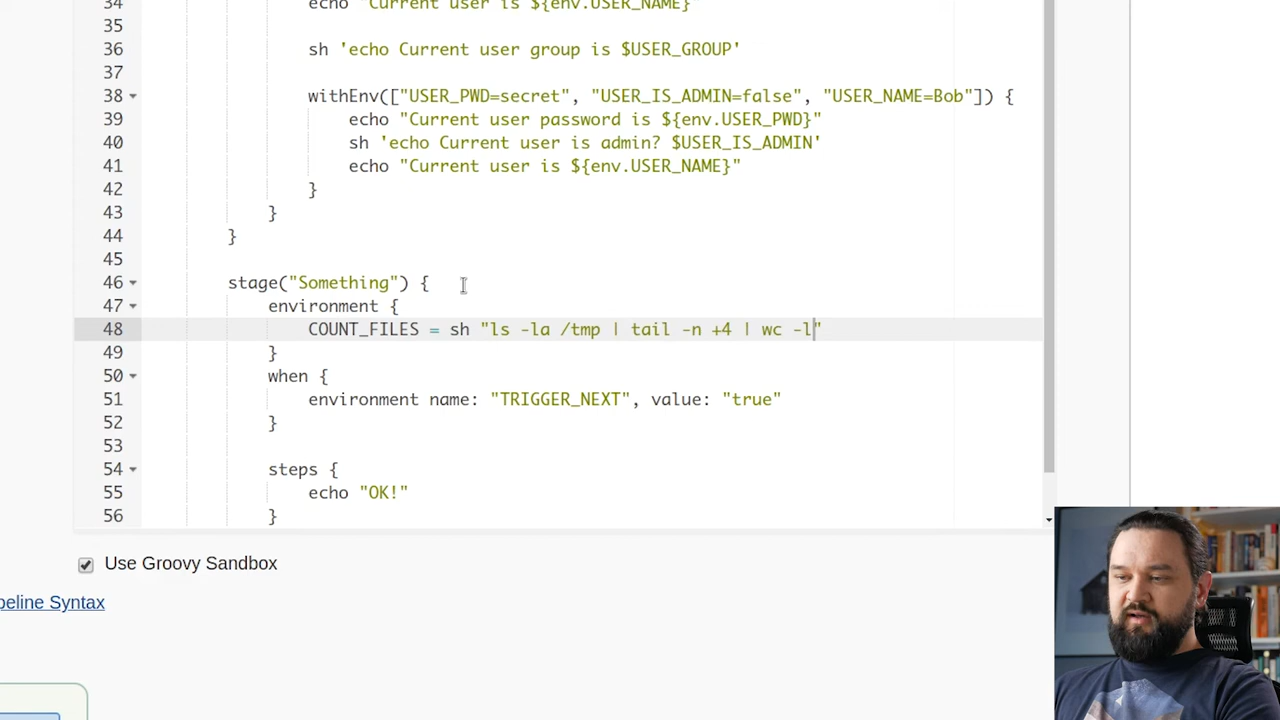 34 echo "Current user is ${env.USER_NAME}"
35
36 sh 'echo Current user group is $USER_GROUP'
37
38 withEnv(["USER_PWD=secret", "USER_IS_ADMIN=false", "USER_NAME=Bob"]) {
39 echo "Current user password is ${env.USER_PWD}"
40 sh 'echo Current user is admin? $USER_IS_ADMIN'
41 echo "Current user is ${env.USER_NAME}"
42 }
43 }
44 }
45
46 stage("Something") {
47 environment {
48 COUNT_FILES = sh "ls -la /tmp | tail -n +4 | wc -l"
49 }
50 when {
51 environment name: "TRIGGER_NEXT", value: "true"
52 }
53
54 steps {
55 echo "OK!"
56 }
Use Groovy Sandbox
peline Syntax